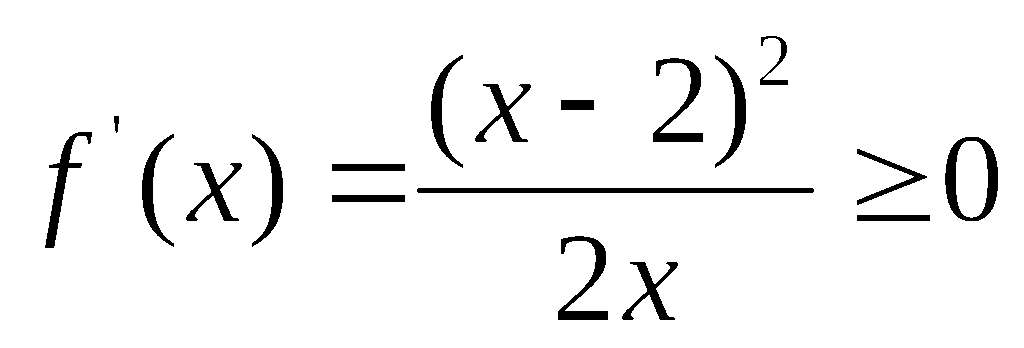 f'(x) = (x - 2)² / 2x ≥ 0